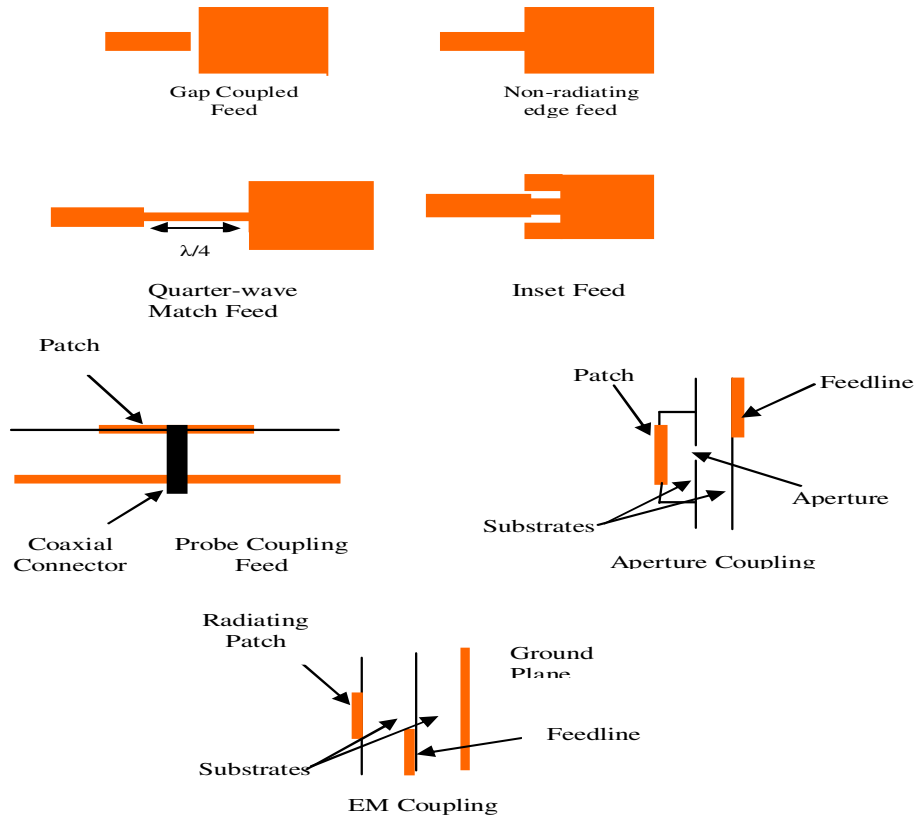 Gap Coupled
Feed
Non-radiating
edge feed
λ/4
Quarter-wave
Match Feed
Inset Feed
Patch
Coaxial
Connector
Probe Coupling
Feed
Patch
Feedline
Aperture
Substrates
Aperture Coupling
Radiating
Patch
Ground
Plane
Feedline
Substrates
EM Coupling